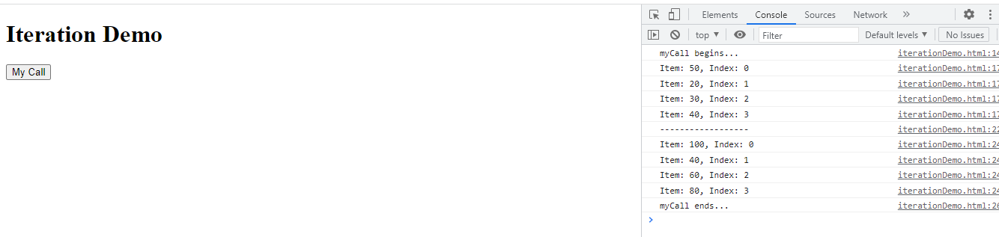 Iteration Demo
My Call
Elements Console Sources Network »
top ▼ Filter Default levels ▼ No Issues
myCall begins... iterationDemo.html:14
Item: 50, Index: 0 iterationDemo.html:17
Item: 20, Index: 1 iterationDemo.html:17
Item: 30, Index: 2 iterationDemo.html:17
Item: 40, Index: 3 iterationDemo.html:17
------------------ iterationDemo.html:22
Item: 100, Index: 0 iterationDemo.html:24
Item: 40, Index: 1 iterationDemo.html:24
Item: 60, Index: 2 iterationDemo.html:24
Item: 80, Index: 3 iterationDemo.html:24
myCall ends... iterationDemo.html:26